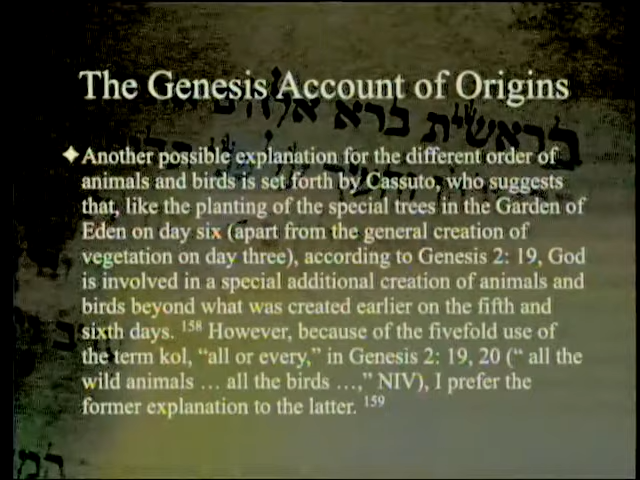 The Genesis Account of Origins
בראשית ברא אלהים
Another possible explanation for the different order of
animals and birds is set forth by Cassuto, who suggests
that, like the planting of the special trees in the Garden of
Eden on day six (apart from the general creation of
vegetation on day three), according to Genesis 2: 19, God
is involved in a special additional creation of animals and
birds beyond what was created earlier on the fifth and
sixth days. 158 However, because of the fivefold use of
the term kol, “all or every,” in Genesis 2: 19, 20 (“ all the
wild animals … all the birds …,” NIV), I prefer the
former explanation to the latter. 159